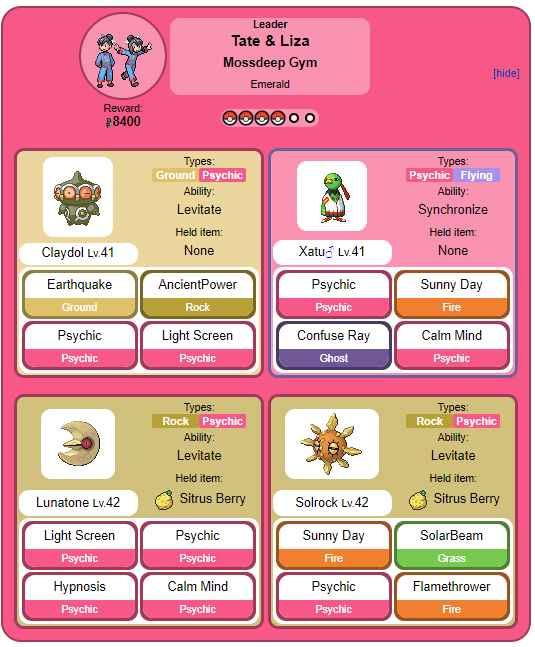 Leader
Tate & Liza
Mossdeep Gym
Emerald
[hide]
Reward:
₽8400
Types:
Ground Psychic
Ability:
Levitate
Held item:
None
Claydol Lv.41
Earthquake
Ground
AncientPower
Rock
Psychic
Psychic
Light Screen
Psychic
Types:
Psychic Flying
Ability:
Synchronize
Held item:
None
Xatu♂ Lv.41
Psychic
Psychic
Sunny Day
Fire
Confuse Ray
Ghost
Calm Mind
Psychic
Types:
Rock Psychic
Ability:
Levitate
Held item:
Sitrus Berry
Lunatone Lv.42
Light Screen
Psychic
Psychic
Psychic
Hypnosis
Psychic
Calm Mind
Psychic
Types:
Rock Psychic
Ability:
Levitate
Held item:
Sitrus Berry
Solrock Lv.42
Sunny Day
Fire
SolarBeam
Grass
Psychic
Psychic
Flamethrower
Fire